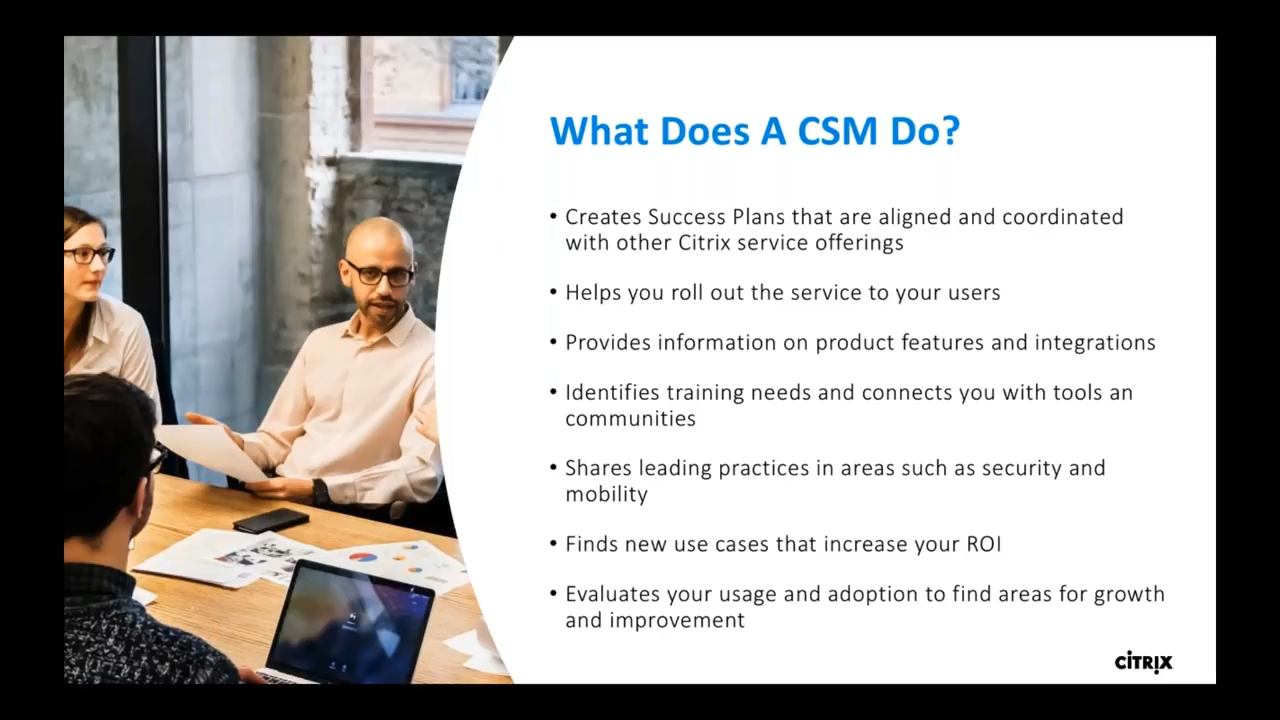 What Does A CSM Do?
• Creates Success Plans that are aligned and coordinated
with other Citrix service offerings
• Helps you roll out the service to your users
• Provides information on product features and integrations
• Identifies training needs and connects you with tools an
communities
• Shares leading practices in areas such as security and
mobility
• Finds new use cases that increase your ROI
• Evaluates your usage and adoption to find areas for growth
and improvement
CİTRIX